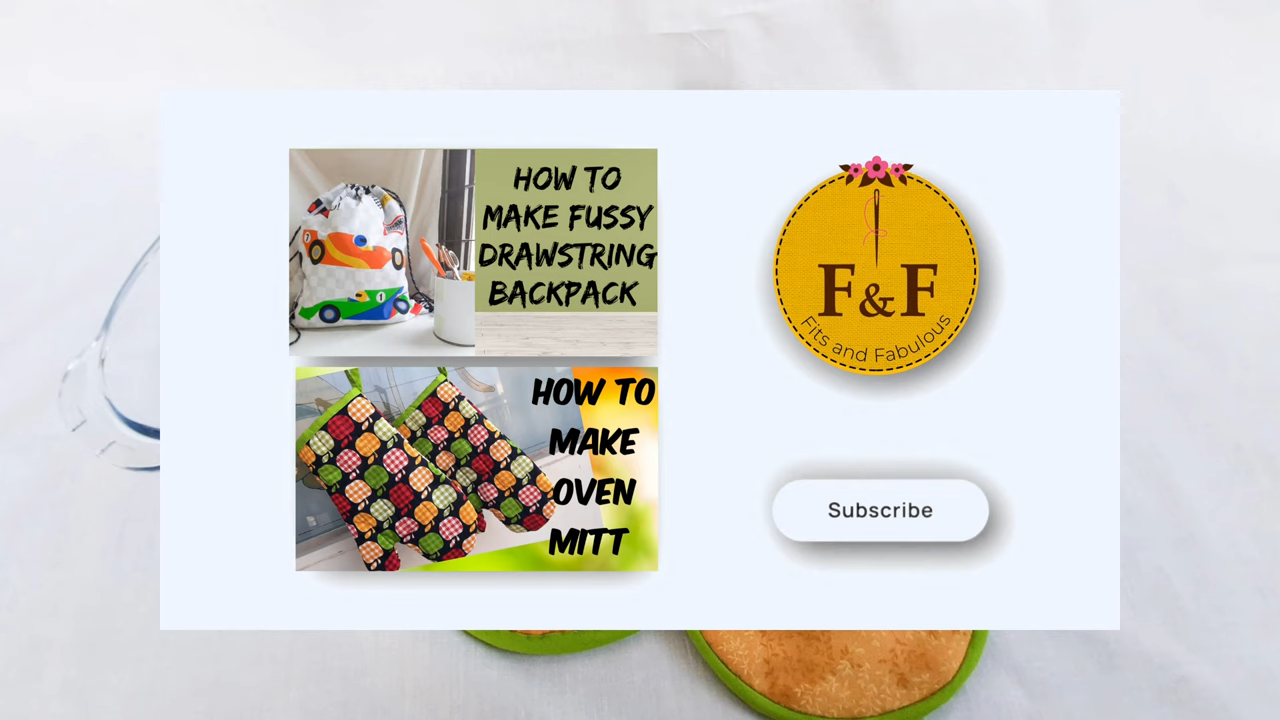 HOW TO
MAKE FUSSY
DRAWSTRING
BACKPACK
HOW TO
MAKE
OVEN
MITT
F&F
Fits and Fabulous
Subscribe